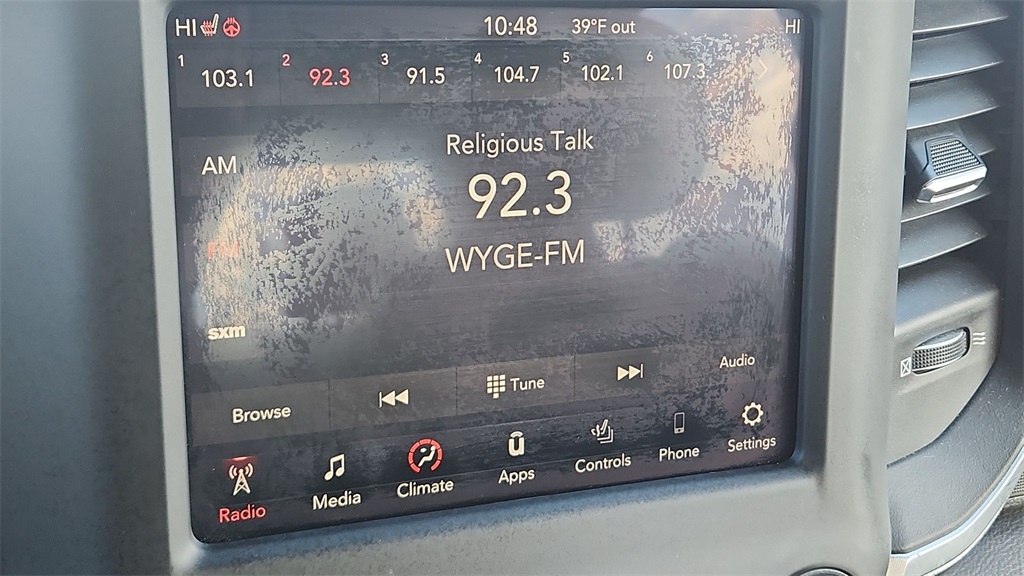 HI 10:48 39°F out HI
1 103.1 2 92.3 3 91.5 4 104.7 5 102.1 6 107.3
Religious Talk
AM
92.3
FM
WYGE-FM
sxm
Browse Tune Audio
Radio Media Climate Apps Controls Phone Settings